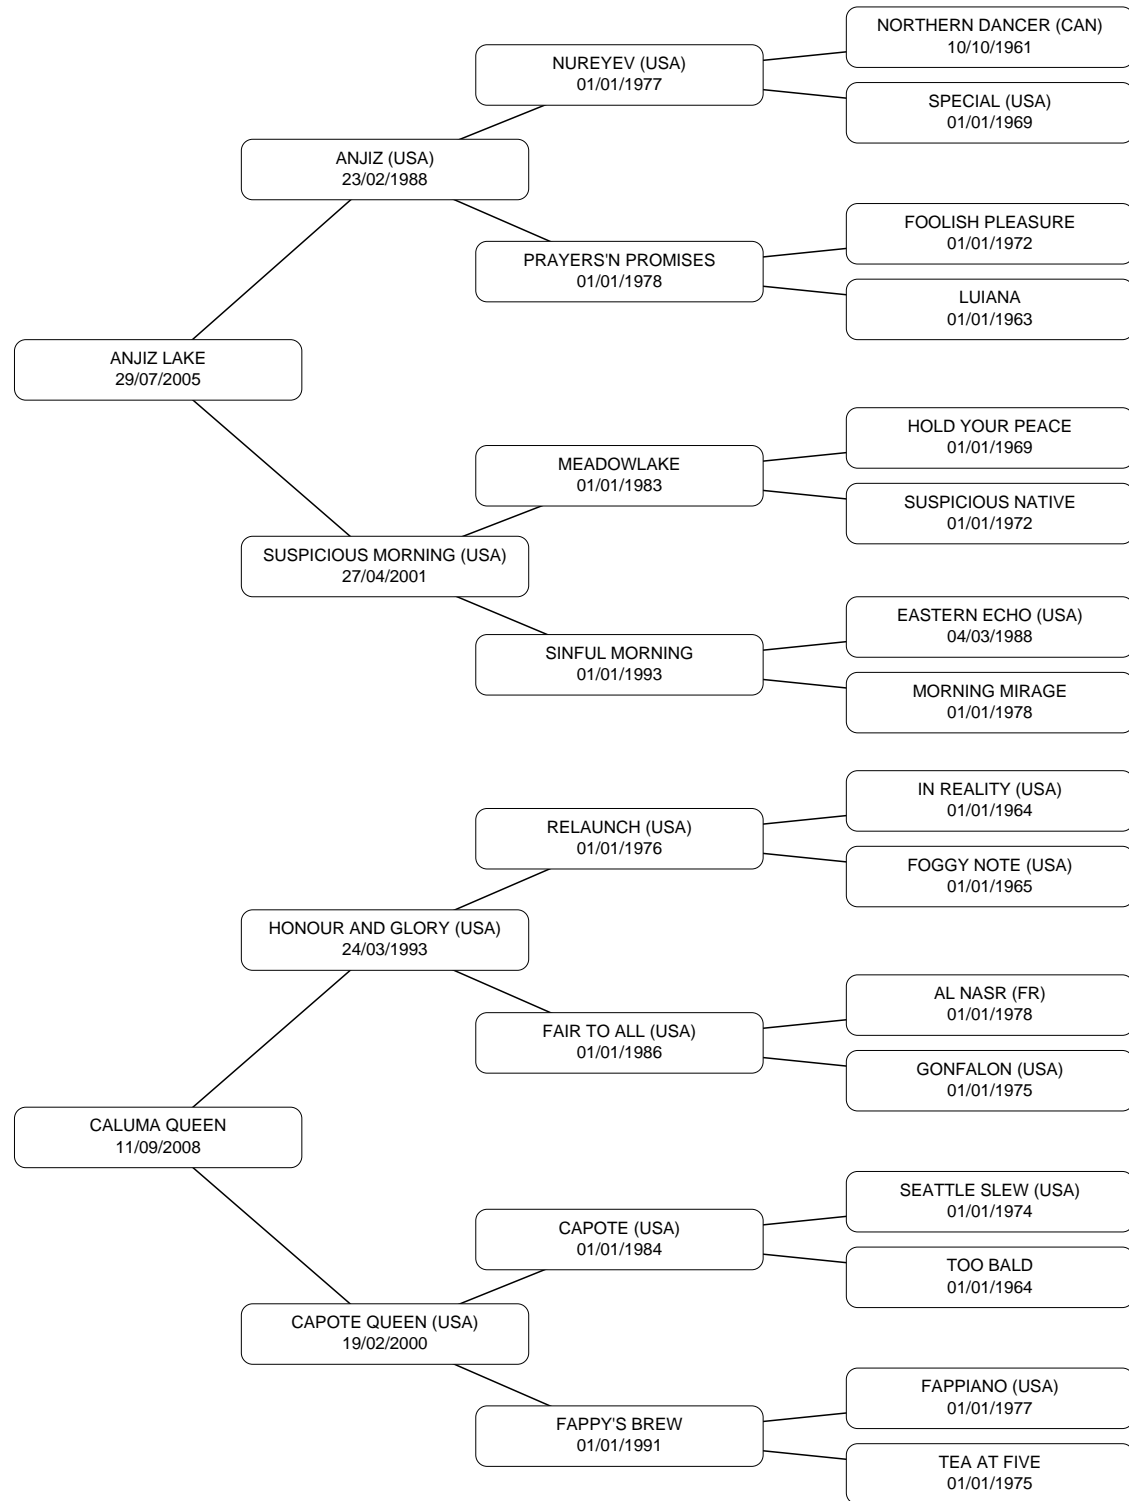 NORTHERN DANCER (CAN)
10/10/1961
NUREYEV (USA)
01/01/1977
SPECIAL (USA)
01/01/1969
ANJIZ (USA)
23/02/1988
FOOLISH PLEASURE
01/01/1972
PRAYERS'N PROMISES
01/01/1978
LUIANA
01/01/1963
ANJIZ LAKE
29/07/2005
HOLD YOUR PEACE
01/01/1969
MEADOWLAKE
01/01/1983
SUSPICIOUS NATIVE
01/01/1972
SUSPICIOUS MORNING (USA)
27/04/2001
EASTERN ECHO (USA)
04/03/1988
SINFUL MORNING
01/01/1993
MORNING MIRAGE
01/01/1978
IN REALITY (USA)
01/01/1964
RELAUNCH (USA)
01/01/1976
FOGGY NOTE (USA)
01/01/1965
HONOUR AND GLORY (USA)
24/03/1993
AL NASR (FR)
01/01/1978
FAIR TO ALL (USA)
01/01/1986
GONFALON (USA)
01/01/1975
CALUMA QUEEN
11/09/2008
SEATTLE SLEW (USA)
01/01/1974
CAPOTE (USA)
01/01/1984
TOO BALD
01/01/1964
CAPOTE QUEEN (USA)
19/02/2000
FAPPIANO (USA)
01/01/1977
FAPPY'S BREW
01/01/1991
TEA AT FIVE
01/01/1975